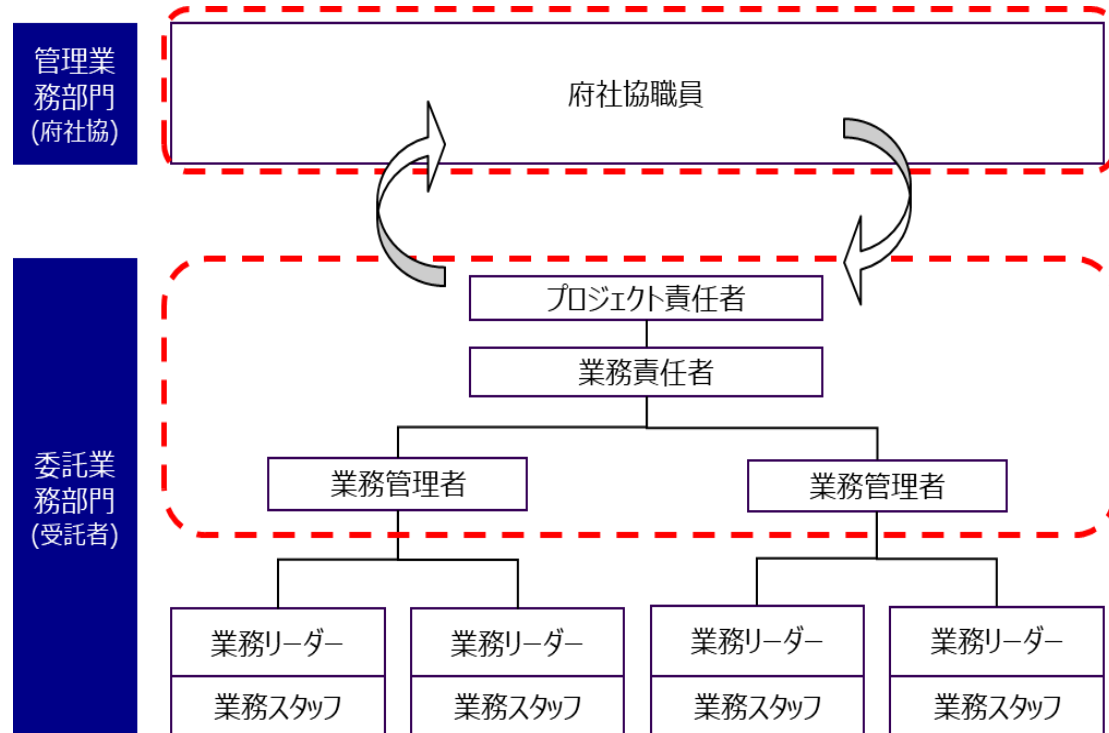 管理業
務部門
(府社協)
府社協職員
委託業
務部門
(受託者)
プロジェクト責任者
業務責任者
業務管理者
業務管理者
業務リーダー
業務リーダー
業務リーダー
業務リーダー
業務スタッフ
業務スタッフ
業務スタッフ
業務スタッフ